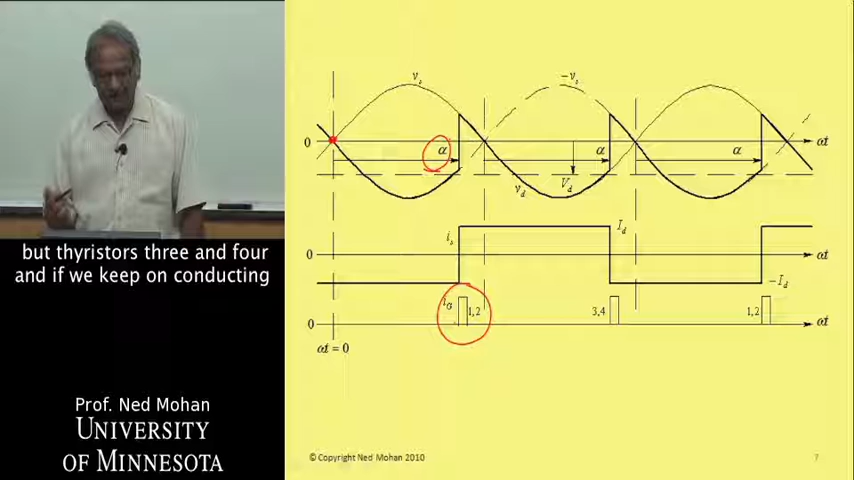 but thyristors three and four
and if we keep on conducting
Prof. Ned Mohan
UNIVERSITY
OF MINNESOTA
v_s
−v_s
0
α
α
α
ωt
v_d
V_d
i_s
I_d
0
ωt
−I_d
i_G
1,2
3,4
1,2
0
ωt
ωt = 0
© Copyright Ned Mohan 2010
7